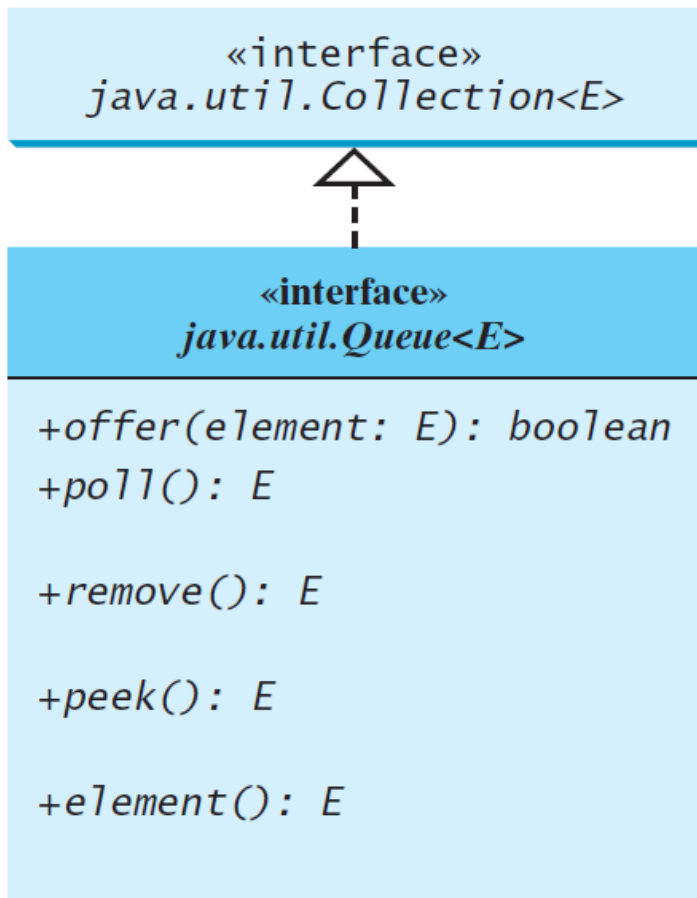 «interface»
java.util.Collection<E>
«interface»
java.util.Queue<E>
+offer(element: E): boolean
+poll(): E
+remove(): E
+peek(): E
+element(): E